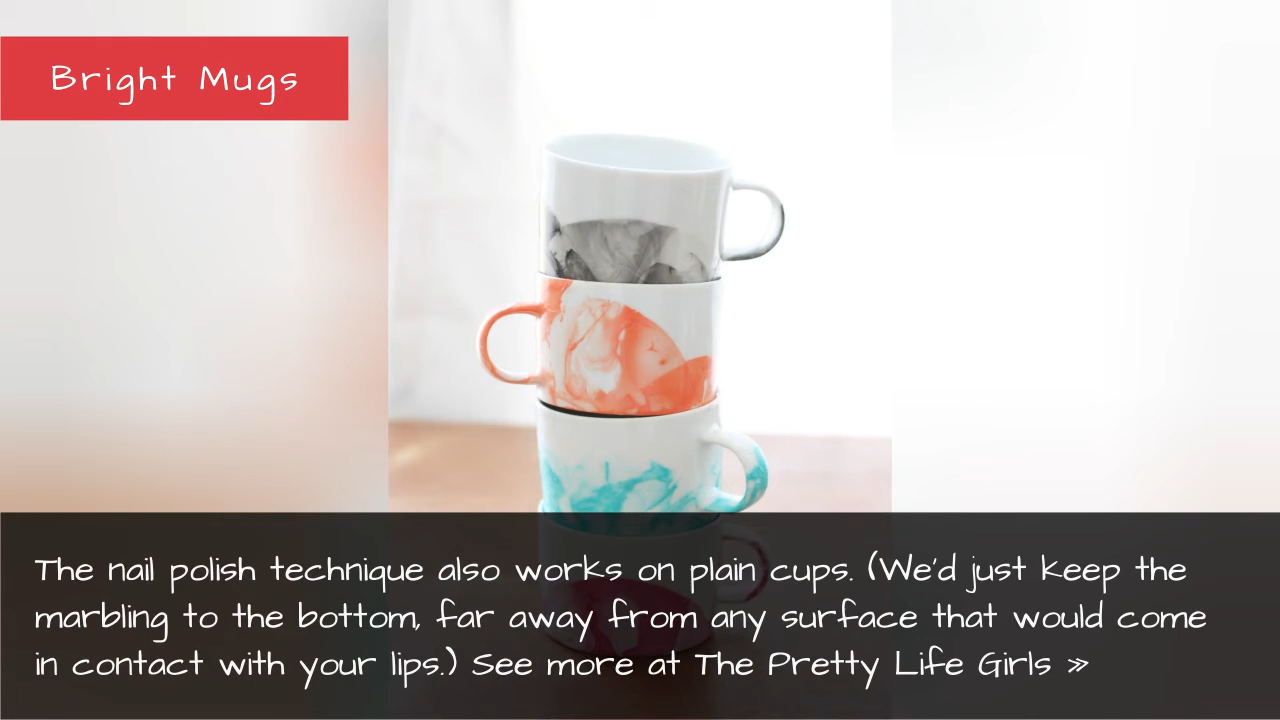 Bright Mugs
The nail polish technique also works on plain cups. (We'd just keep the
marbling to the bottom, far away from any surface that would come
in contact with your lips.) See more at The Pretty Life Girls »